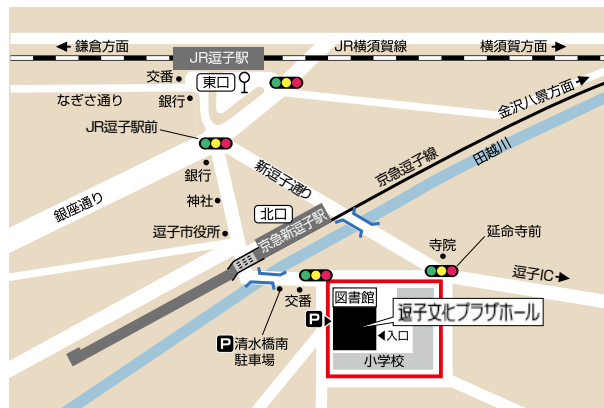 鎌倉方面
JR横須賀線
横須賀方面
JR逗子駅
交番
東口
なぎさ通り
銀行
金沢八景方面
JR逗子駅前
京急逗子線
田越川
銀行
新逗子通り
銀座通り
神社
北口
逗子市役所
京急新逗子駅
寺院
延命寺前
逗子IC
交番
図書館
P
逗子文化プラザホール
入口
P 清水橋南
駐車場
小学校